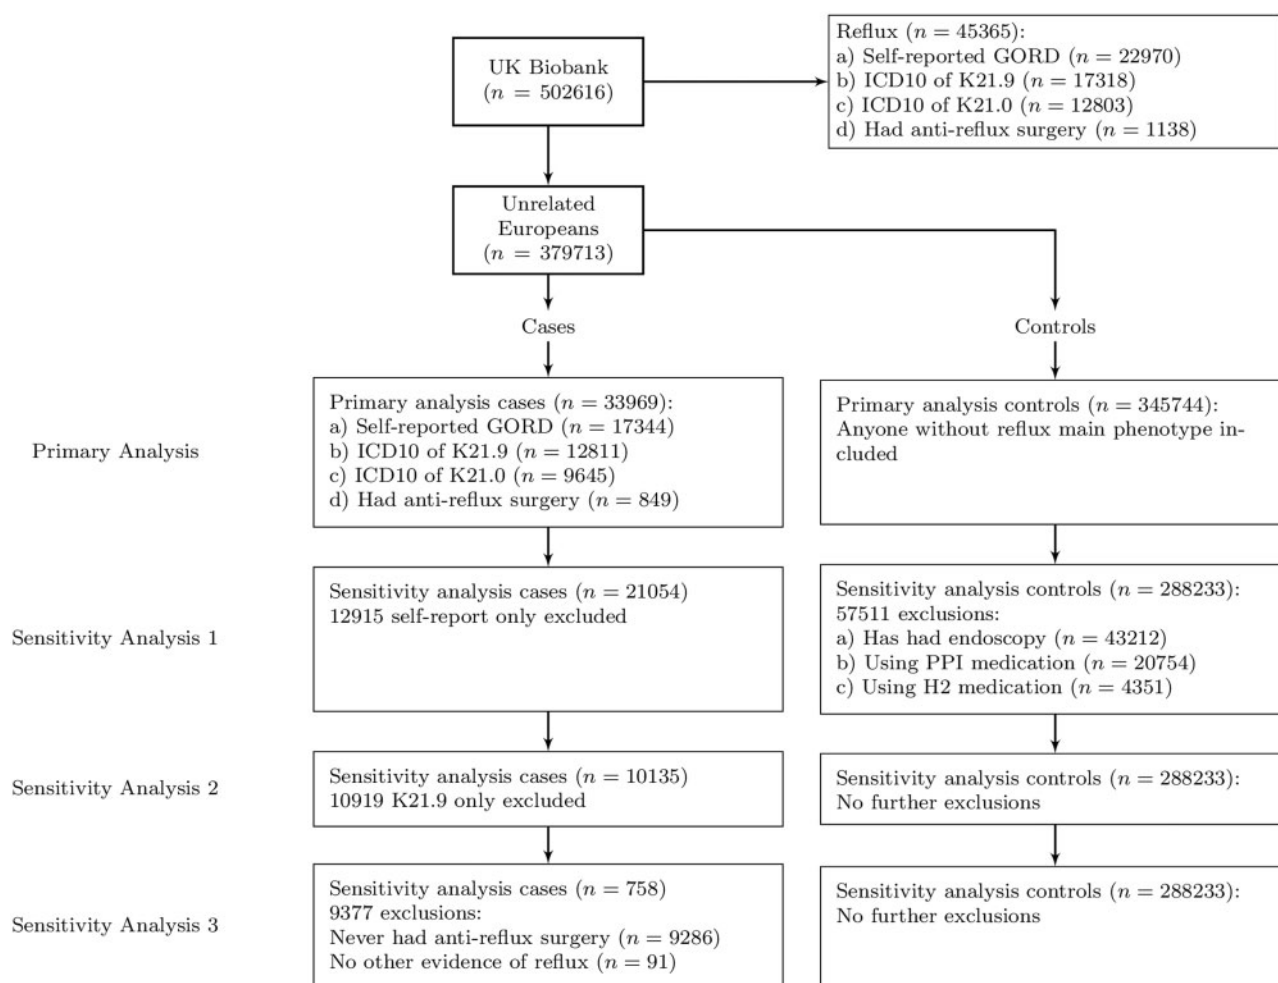 UK Biobank
(n = 502616)
Reflux (n = 45365):
a) Self-reported GORD (n = 22970)
b) ICD10 of K21.9 (n = 17318)
c) ICD10 of K21.0 (n = 12803)
d) Had anti-reflux surgery (n = 1138)
Unrelated
Europeans
(n = 379713)
Cases
Controls
Primary Analysis
Primary analysis cases (n = 33969):
a) Self-reported GORD (n = 17344)
b) ICD10 of K21.9 (n = 12811)
c) ICD10 of K21.0 (n = 9645)
d) Had anti-reflux surgery (n = 849)
Primary analysis controls (n = 345744):
Anyone without reflux main phenotype in-
cluded
Sensitivity Analysis 1
Sensitivity analysis cases (n = 21054)
12915 self-report only excluded
Sensitivity analysis controls (n = 288233):
57511 exclusions:
a) Has had endoscopy (n = 43212)
b) Using PPI medication (n = 20754)
c) Using H2 medication (n = 4351)
Sensitivity Analysis 2
Sensitivity analysis cases (n = 10135)
10919 K21.9 only excluded
Sensitivity analysis controls (n = 288233):
No further exclusions
Sensitivity Analysis 3
Sensitivity analysis cases (n = 758)
9377 exclusions:
Never had anti-reflux surgery (n = 9286)
No other evidence of reflux (n = 91)
Sensitivity analysis controls (n = 288233):
No further exclusions